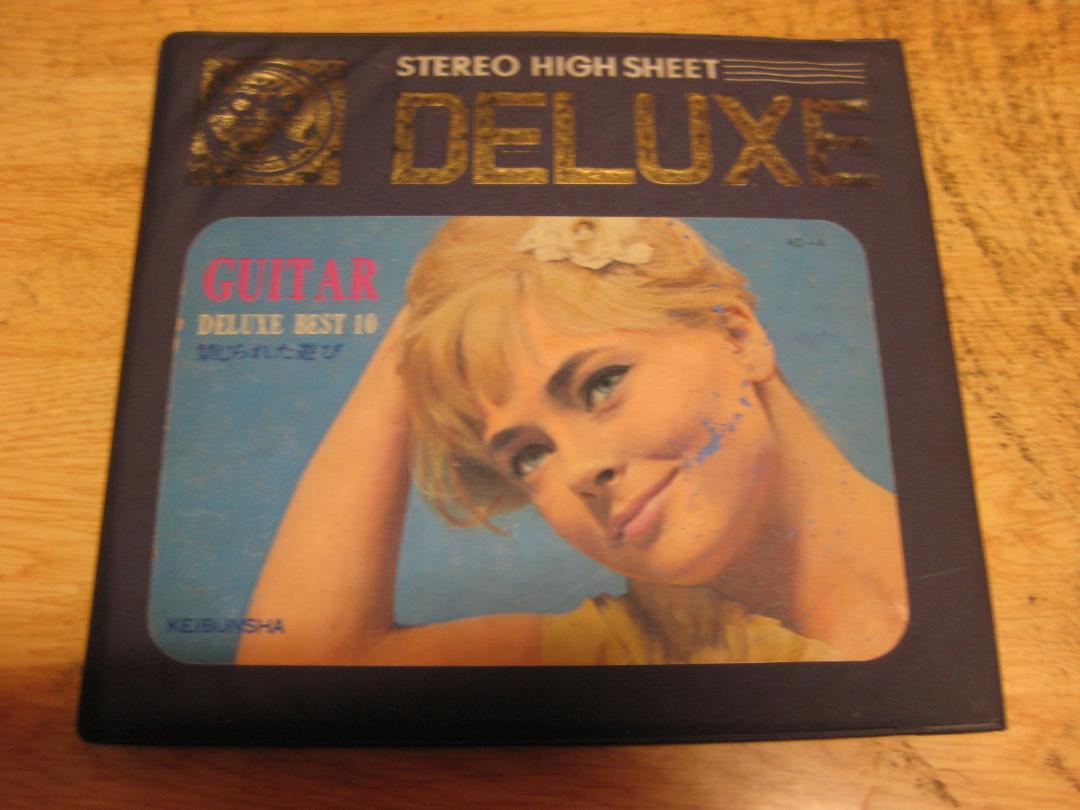 STEREO HIGH SHEET
DELUXE
GUITAR
DELUXE BEST 10
禁じられた遊び
KEIBUNSHA